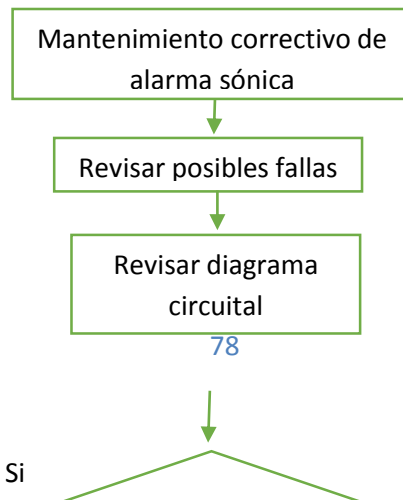 Mantenimiento correctivo de
alarma sónica
Revisar posibles fallas
Revisar diagrama
circuital
78
Si